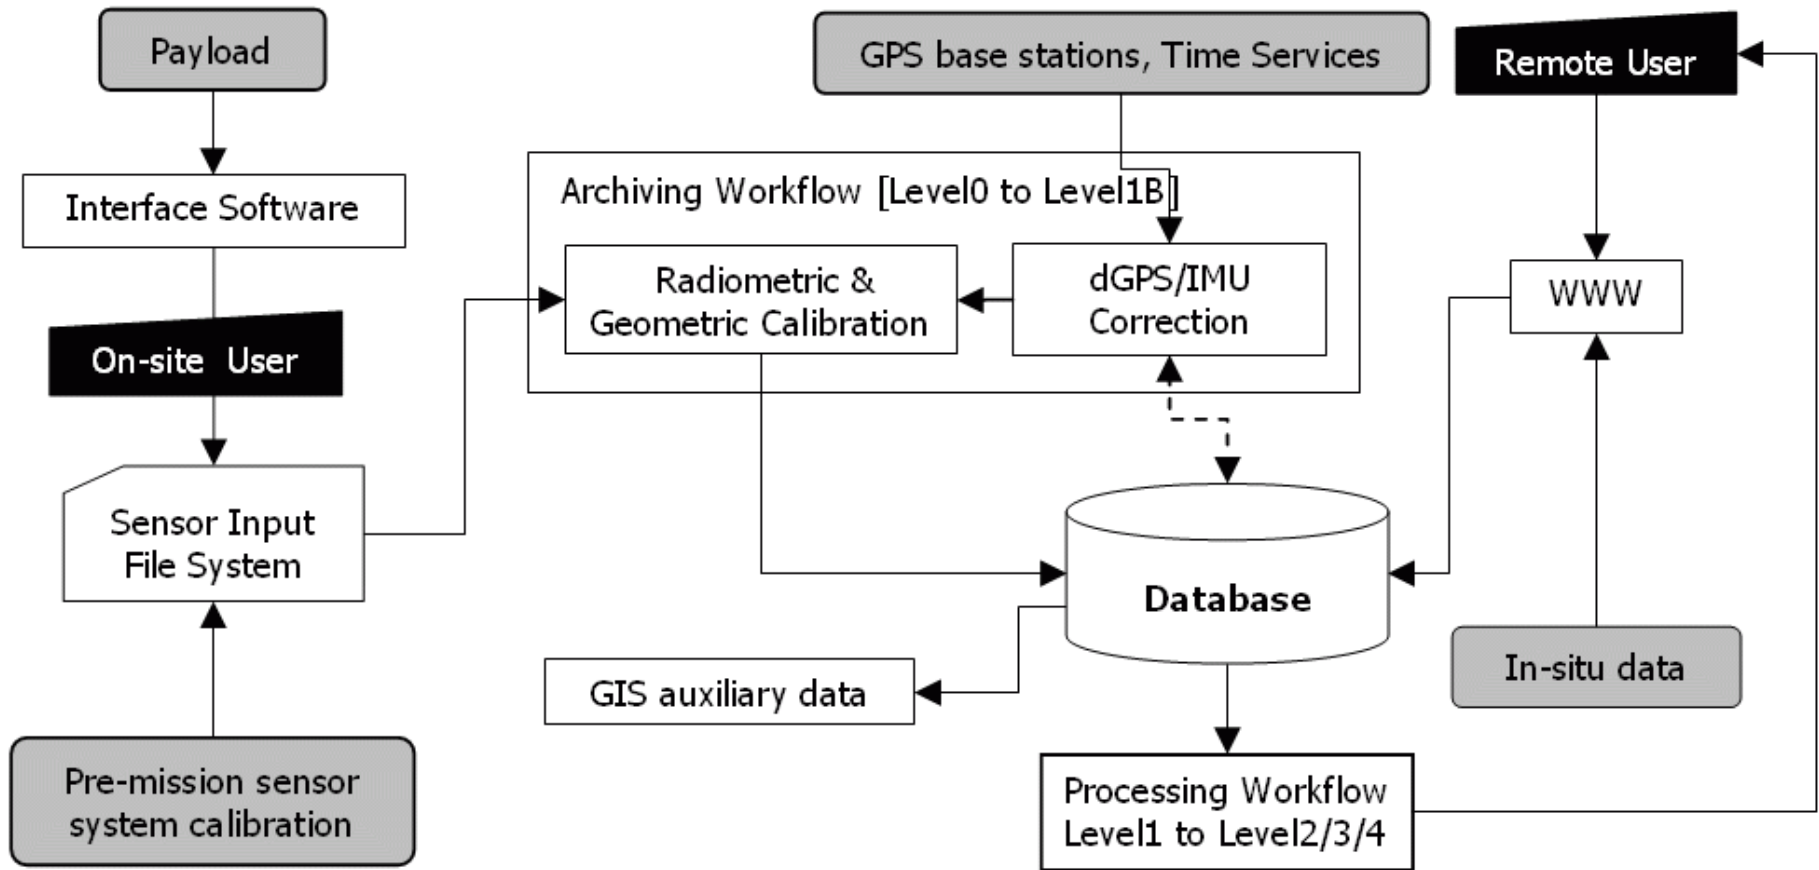 Payload
GPS base stations, Time Services
Remote User
Interface Software
Archiving Workflow [Level0 to Level1B]
Radiometric &
Geometric Calibration
dGPS/IMU
Correction
WWW
On-site User
Sensor Input
File System
Database
GIS auxiliary data
In-situ data
Pre-mission sensor
system calibration
Processing Workflow
Level1 to Level2/3/4